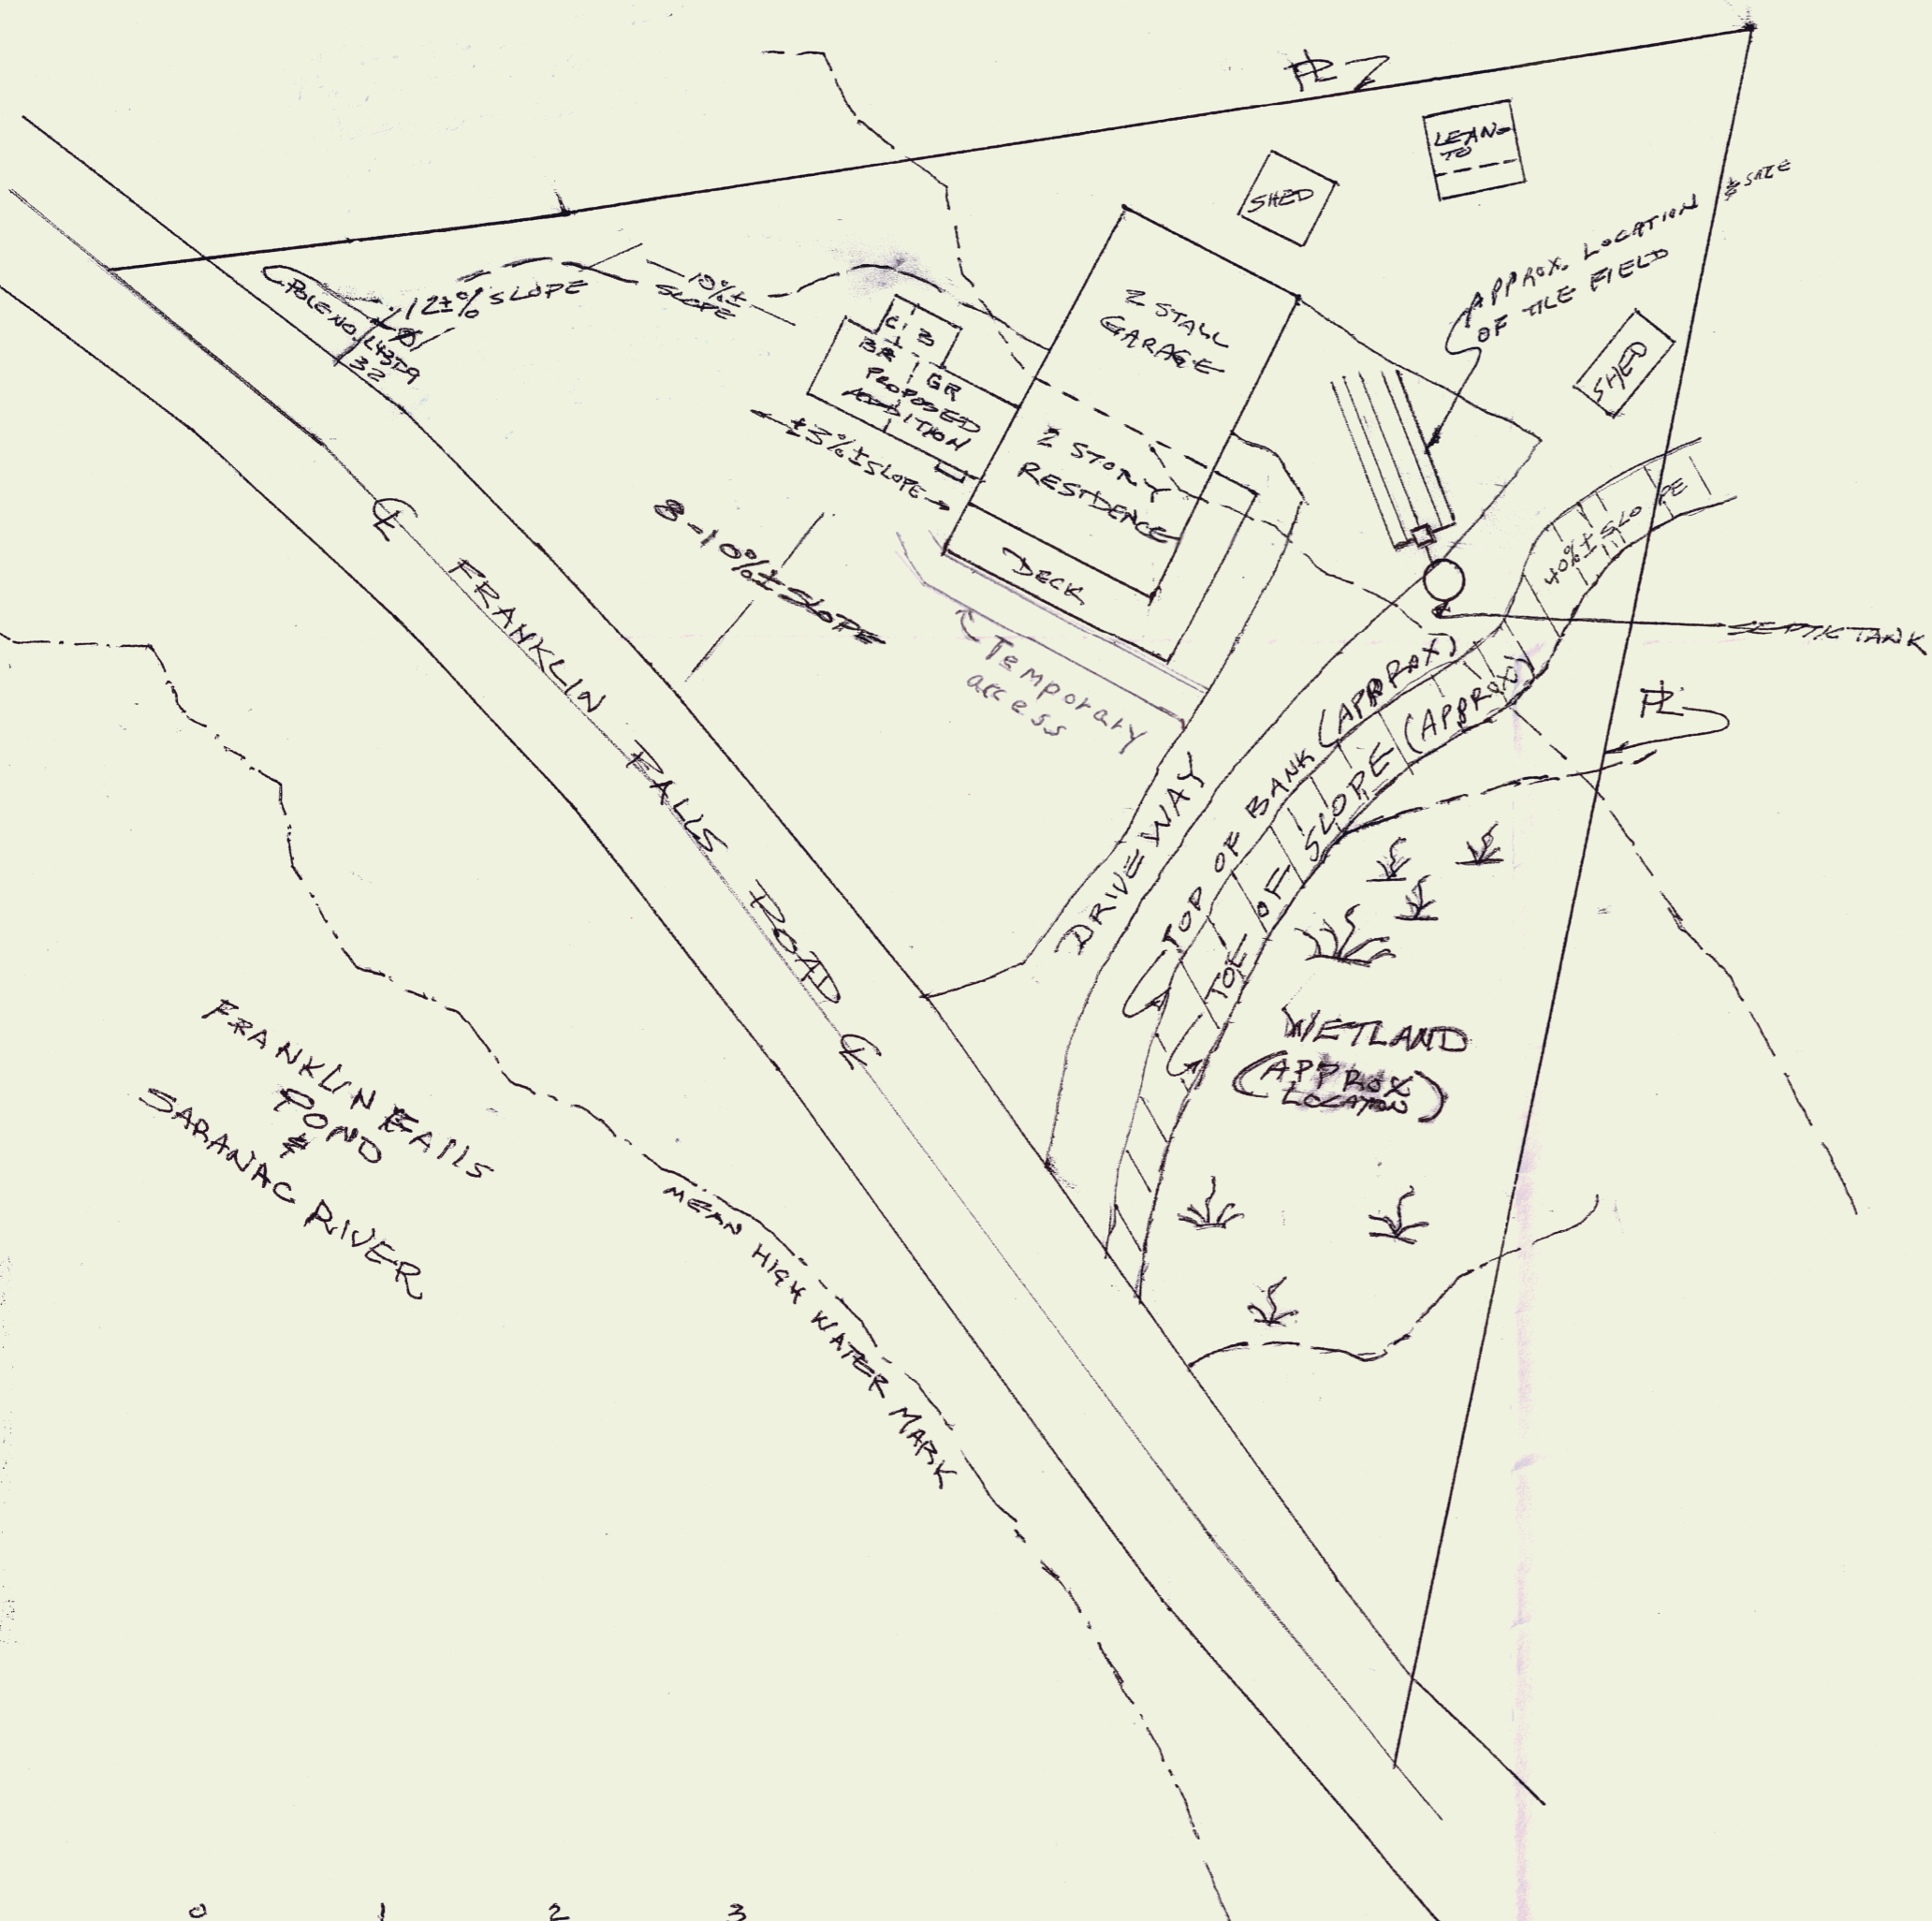 PL
LEAN-
TO
SHED
& SIZE
APPROX. LOCATION
OF TILE FIELD
SHED
2 STALL
GARAGE
12±% SLOPE
10%±
SLOPE
POLE NO.
32
C B
BR GR
PROPOSED
ADDITION
±3%±SLOPE
2 STORY
RESIDENCE
DECK
8-10%± SLOPE
40%± SLOPE
SEPTIC TANK
Temporary
access
PL
CL
FRANKLIN FALLS ROAD
CL
DRIVEWAY
TOP OF BANK (APPROX)
TOE OF SLOPE (APPROX)
WETLAND
(APPROX
LOCATION)
FRANKLIN FALLS
POND
&
SARANAC RIVER
MEAN HIGH WATER MARK
0 1 2 3